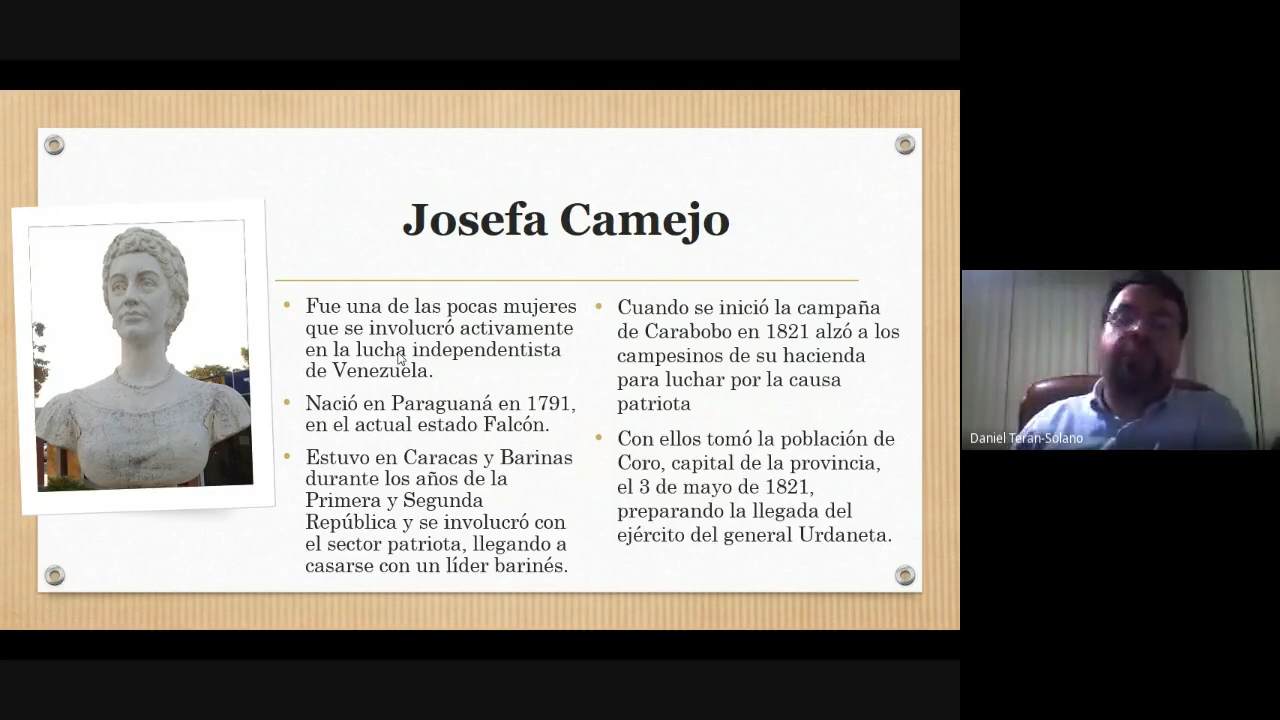 Josefa Camejo
• Fue una de las pocas mujeres
que se involucró activamente
en la lucha independentista
de Venezuela.
• Nació en Paraguaná en 1791,
en el actual estado Falcón.
• Estuvo en Caracas y Barinas
durante los años de la
Primera y Segunda
República y se involucró con
el sector patriota, llegando a
casarse con un líder barinés.
• Cuando se inició la campaña
de Carabobo en 1821 alzó a los
campesinos de su hacienda
para luchar por la causa
patriota
• Con ellos tomó la población de
Coro, capital de la provincia,
el 3 de mayo de 1821,
preparando la llegada del
ejército del general Urdaneta.
Daniel Teran-Solano